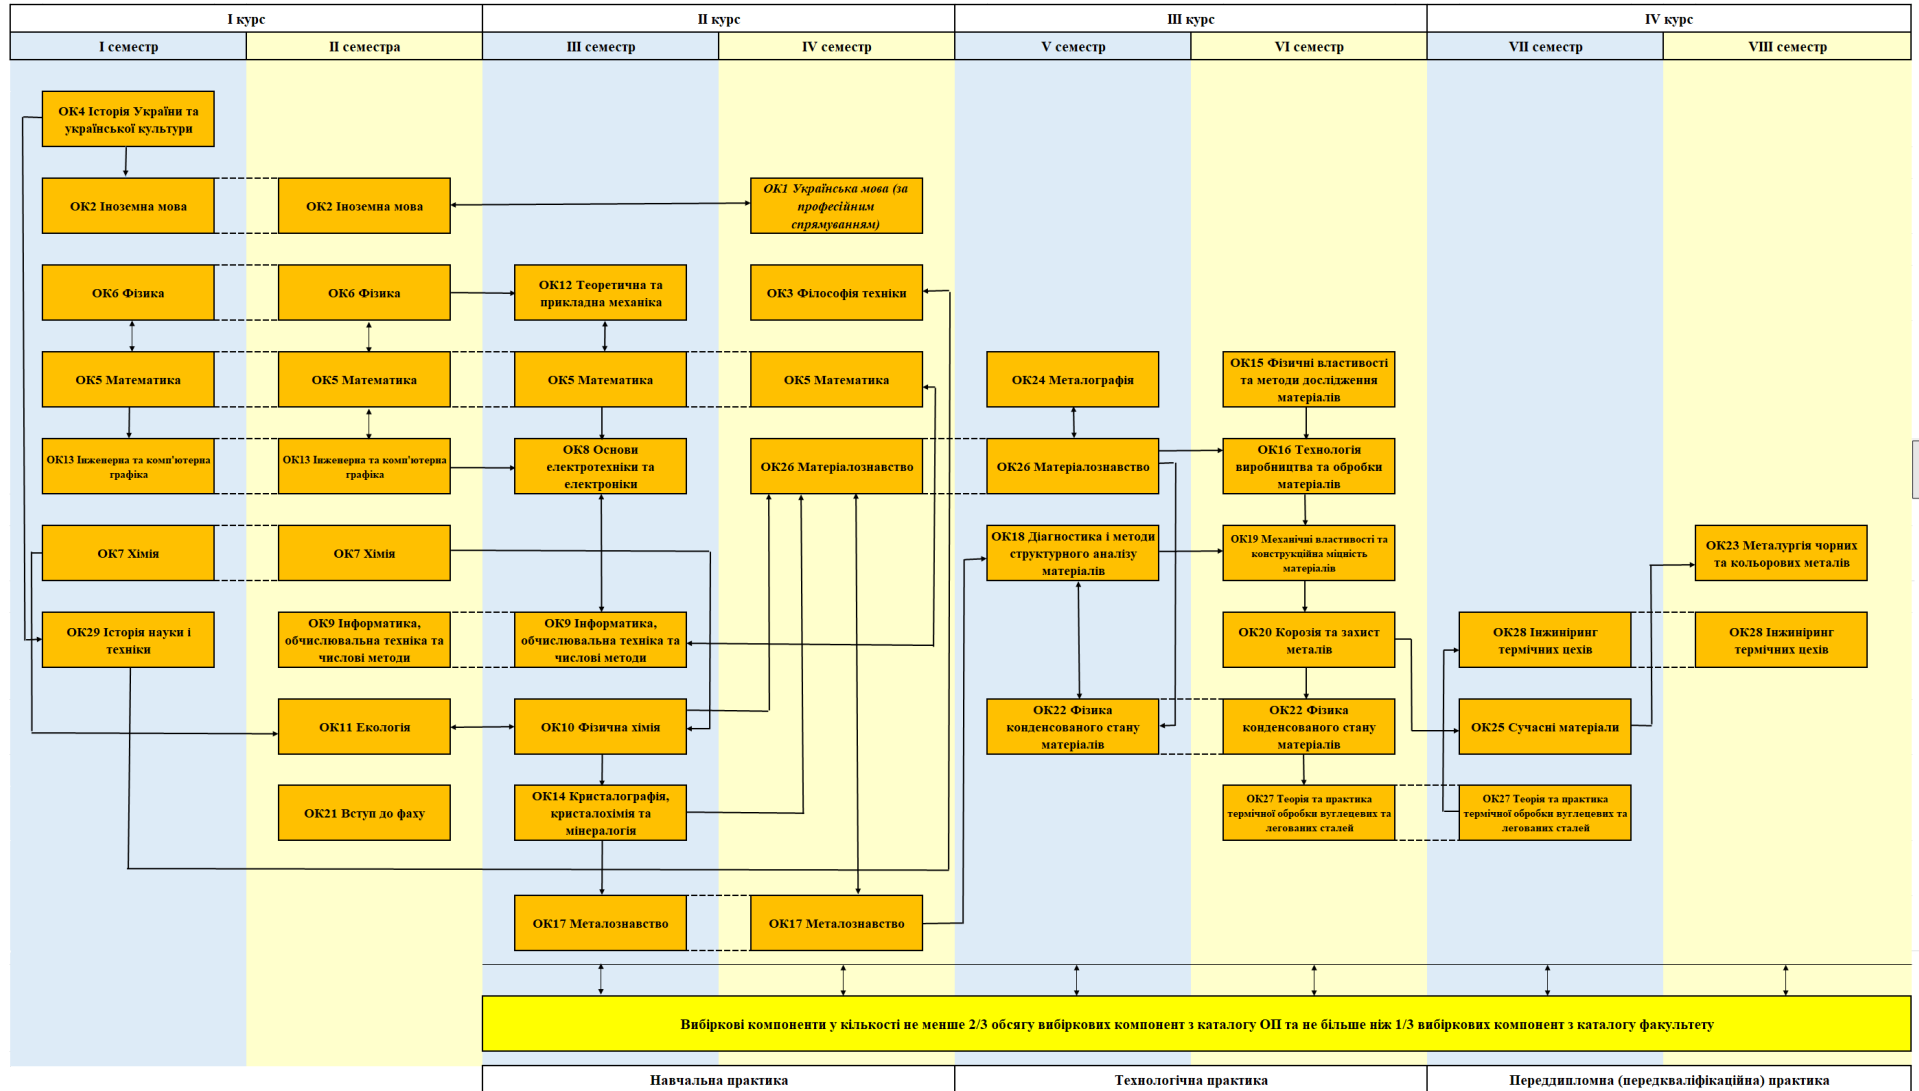 I курс
II курс
III курс
IV курс
I семестр
II семестра
III семестр
IV семестр
V семестр
VI семестр
VII семестр
VIII семестр
ОК4 Історія України та
української культури
ОК2 Іноземна мова
ОК2 Іноземна мова
ОК1 Українська мова (за
професійним
спрямуванням)
ОК6 Фізика
ОК6 Фізика
ОК12 Теоретична та
прикладна механіка
ОК3 Філософія техніки
ОК5 Математика
ОК5 Математика
ОК5 Математика
ОК5 Математика
ОК24 Металографія
ОК15 Фізичні властивості
та методи дослідження
матеріалів
ОК13 Інженерна та комп'ютерна
графіка
ОК13 Інженерна та комп'ютерна
графіка
ОК8 Основи
електротехніки та
електроніки
ОК26 Матеріалознавство
ОК26 Матеріалознавство
ОК16 Технологія
виробництва та обробки
матеріалів
ОК7 Хімія
ОК7 Хімія
ОК18 Діагностика і методи
структурного аналізу
матеріалів
ОК19 Механічні властивості та
конструкційна міцність
матеріалів
ОК23 Металургія чорних
та кольорових металів
ОК29 Історія науки і
техніки
ОК9 Інформатика,
обчислювальна техніка та
числові методи
ОК9 Інформатика,
обчислювальна техніка та
числові методи
ОК20 Корозія та захист
металів
ОК28 Інжиніринг
термічних цехів
ОК28 Інжиніринг
термічних цехів
ОК11 Екологія
ОК10 Фізична хімія
ОК22 Фізика
конденсованого стану
матеріалів
ОК22 Фізика
конденсованого стану
матеріалів
ОК25 Сучасні матеріали
ОК21 Вступ до фаху
ОК14 Кристалографія,
кристалохімія та
мінералогія
ОК27 Теорія та практика
термічної обробки вуглецевих та
легованих сталей
ОК27 Теорія та практика
термічної обробки вуглецевих та
легованих сталей
ОК17 Металознавство
ОК17 Металознавство
Вибіркові компоненти у кількості не менше 2/3 обсягу вибіркових компонент з каталогу ОП та не більше ніж 1/3 вибіркових компонент з каталогу факультету
Навчальна практика
Технологічна практика
Переддипломна (передкваліфікаційна) практика